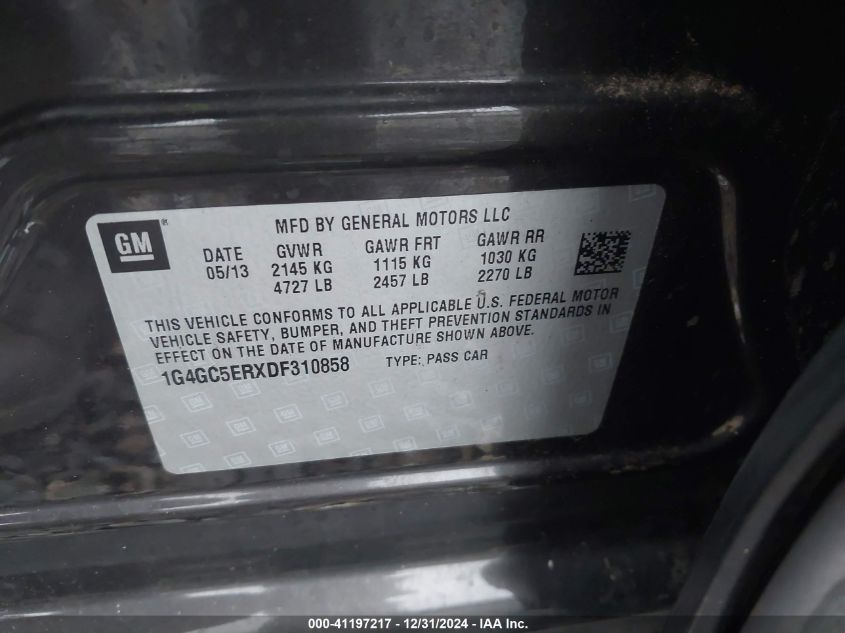 GM ®
MFD BY GENERAL MOTORS LLC
DATE GVWR GAWR FRT GAWR RR
05/13 2145 KG 1115 KG 1030 KG
4727 LB 2457 LB 2270 LB
THIS VEHICLE CONFORMS TO ALL APPLICABLE U.S. FEDERAL MOTOR
VEHICLE SAFETY, BUMPER, AND THEFT PREVENTION STANDARDS IN
EFFECT ON THE DATE OF MANUFACTURE SHOWN ABOVE.
1G4GC5ERXDF310858 TYPE: PASS CAR
000-41197217 - 12/31/2024 - IAA Inc.